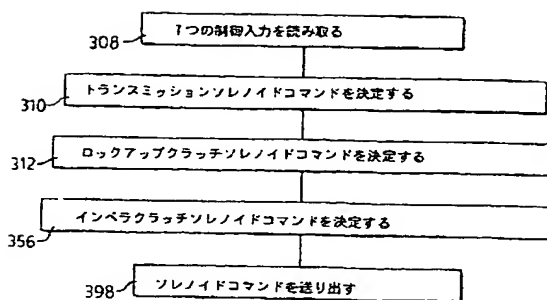 7つの制御入力を読み取る
308
トランスミッションソレノイドコマンドを決定する
310
ロックアップクラッチソレノイドコマンドを決定する
312
インペラクラッチソレノイドコマンドを決定する
356
ソレノイドコマンドを送り出す
398